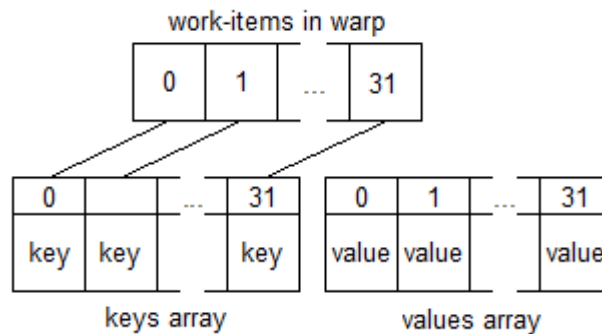 work-items in warp
0 1 ... 31
0 ... 31 0 1 ... 31
key key key value value value
keys array values array